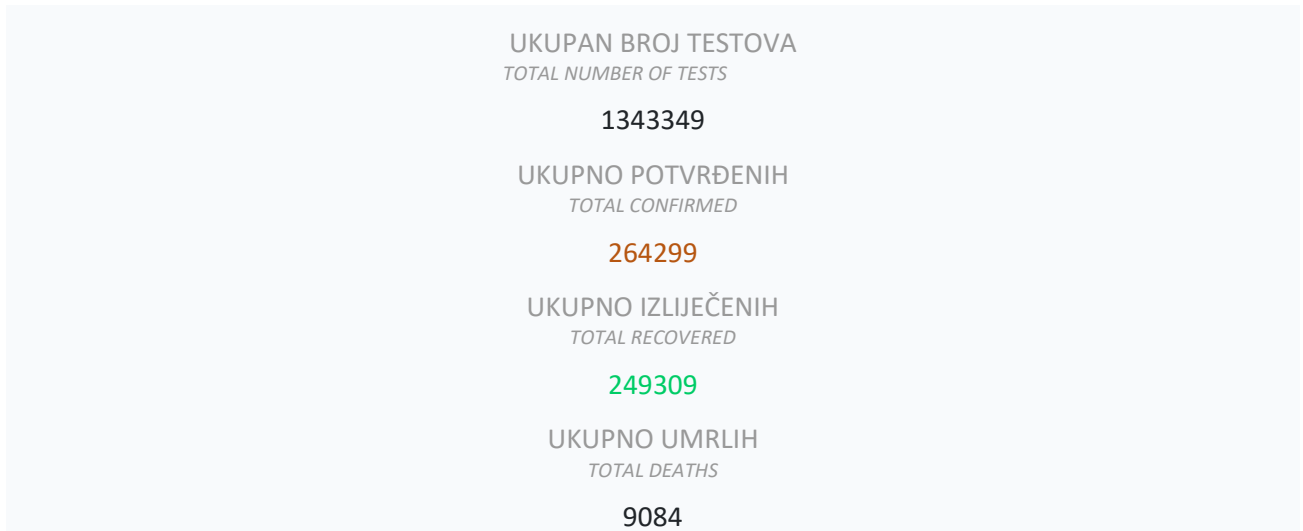 UKUPAN BROJ TESTOVA
TOTAL NUMBER OF TESTS
1343349
UKUPNO POTVRĐENIH
TOTAL CONFIRMED
264299
UKUPNO IZLIJEČENIH
TOTAL RECOVERED
249309
UKUPNO UMRLIH
TOTAL DEATHS
9084